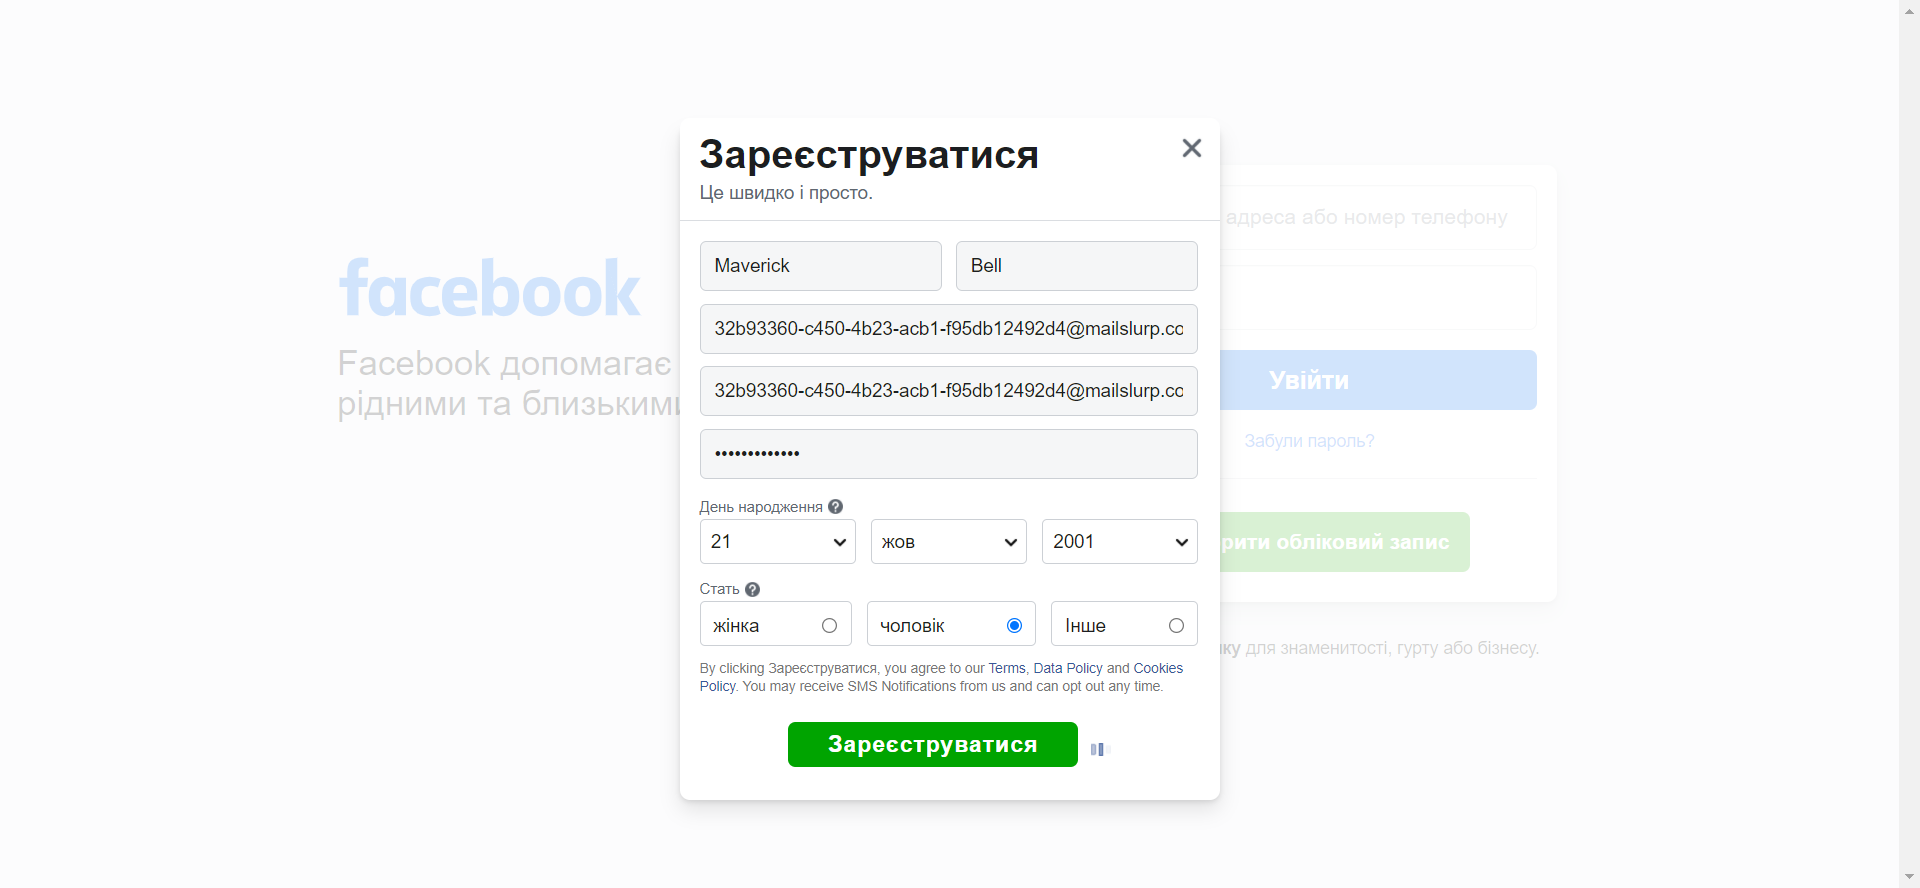 Зареєструватися
Це швидко і просто.
Maverick
Bell
32b93360-c450-4b23-acb1-f95db12492d4@mailslurp.co
32b93360-c450-4b23-acb1-f95db12492d4@mailslurp.co
•••••••••••••
День народження
21
жов
2001
Стать
жінка
чоловік
Інше
By clicking Зареєструватися, you agree to our Terms, Data Policy and Cookies
Policy. You may receive SMS Notifications from us and can opt out any time.
Зареєструватися
facebook
Facebook допомагає
рідними та близькими
адреса або номер телефону
Увійти
Забули пароль?
рити обліковий запис
ку для знаменитості, гурту або бізнесу.